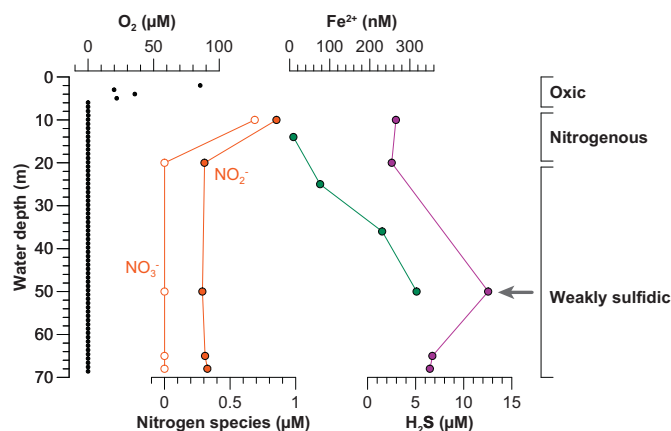 O₂ (µM)
Fe²⁺ (nM)
0 50 100
0 100 200 300
Water depth (m)
0
10
20
30
40
50
60
70
NO₂⁻
NO₃⁻
Oxic
Nitrogenous
Weakly sulfidic
0 0.5 1
0 5 10 15
Nitrogen species (µM)
H₂S (µM)